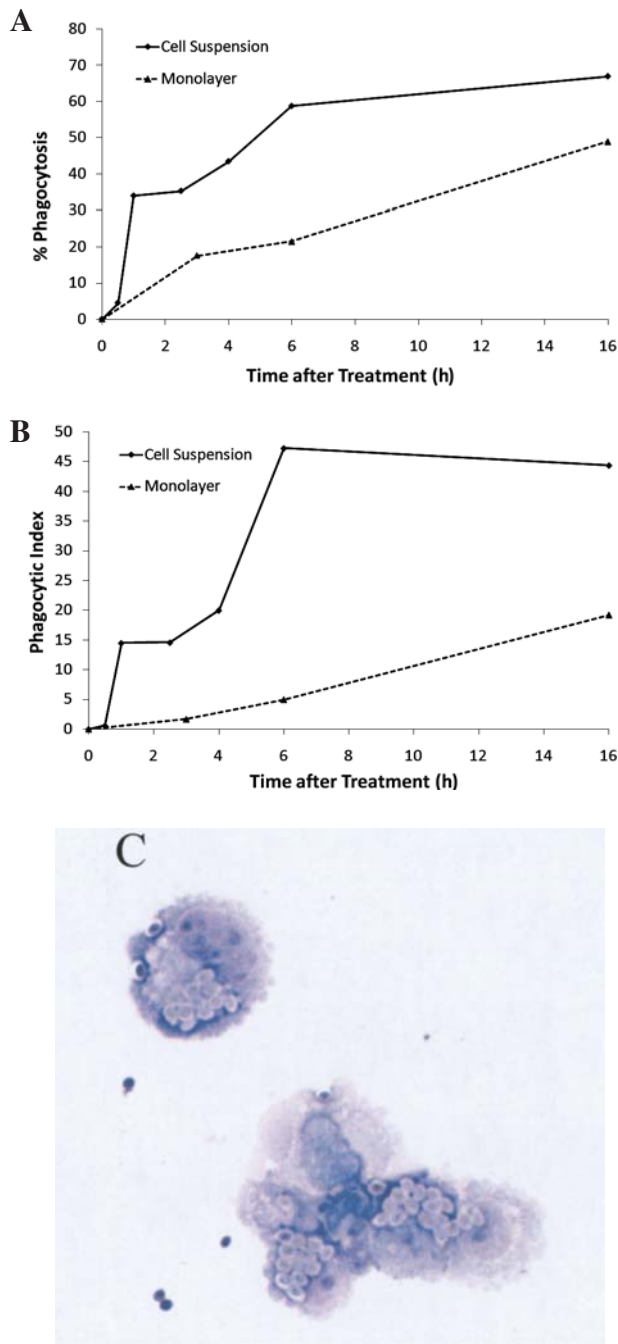 A
80
70
60
50
40
30
20
10
0
% Phagocytosis
Cell Suspension
Monolayer
0 2 4 6 8 10 12 14 16
Time after Treatment (h)
B
50
45
40
35
30
25
20
15
10
5
0
Phagocytic Index
Cell Suspension
Monolayer
0 2 4 6 8 10 12 14 16
Time after Treatment (h)
C